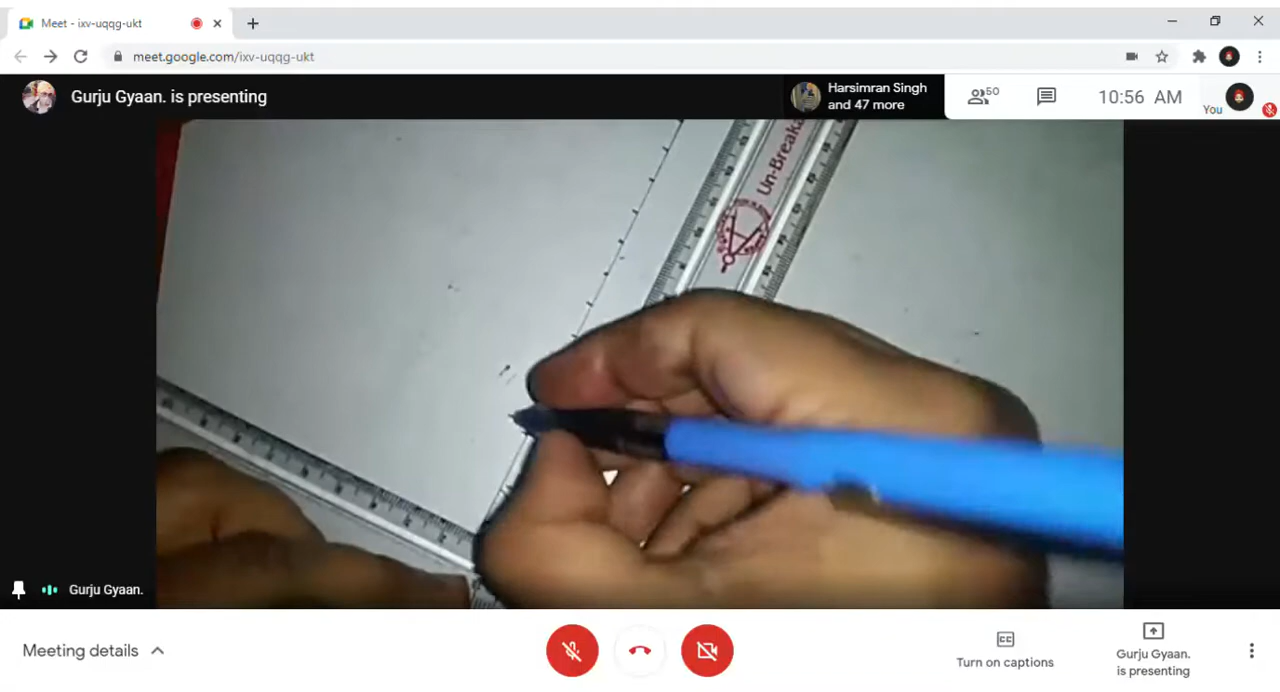 Meet - ixv-uqqg-ukt
meet.google.com/ixv-uqqg-ukt
Gurju Gyaan. is presenting
Harsimran Singh
and 47 more
50
10:56 AM
You
Un-Breaka
Gurju Gyaan.
Meeting details
CC
Turn on captions
Gurju Gyaan.
is presenting